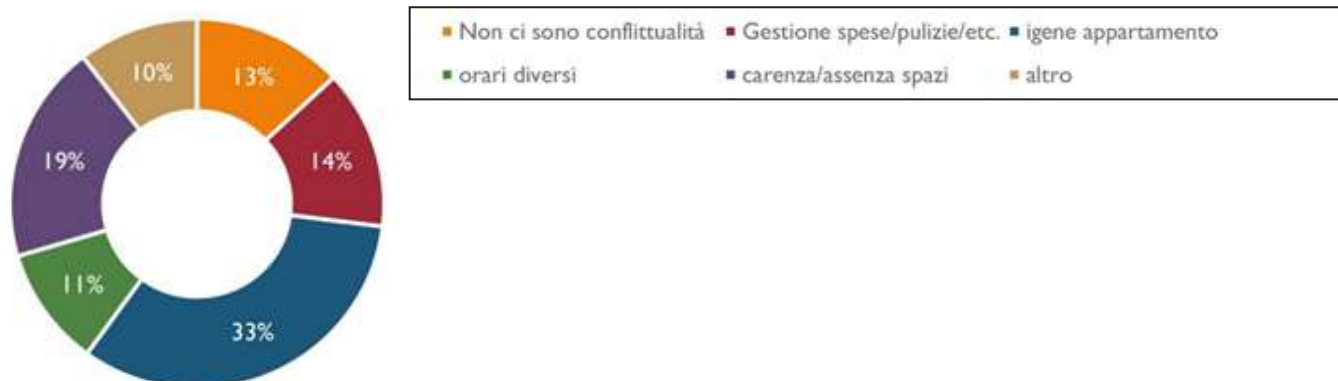 Non ci sono conflittualità Gestione spese/pulizie/etc. igene appartamento
orari diversi carenza/assenza spazi altro
10% 13%
19% 14%
11%
33%